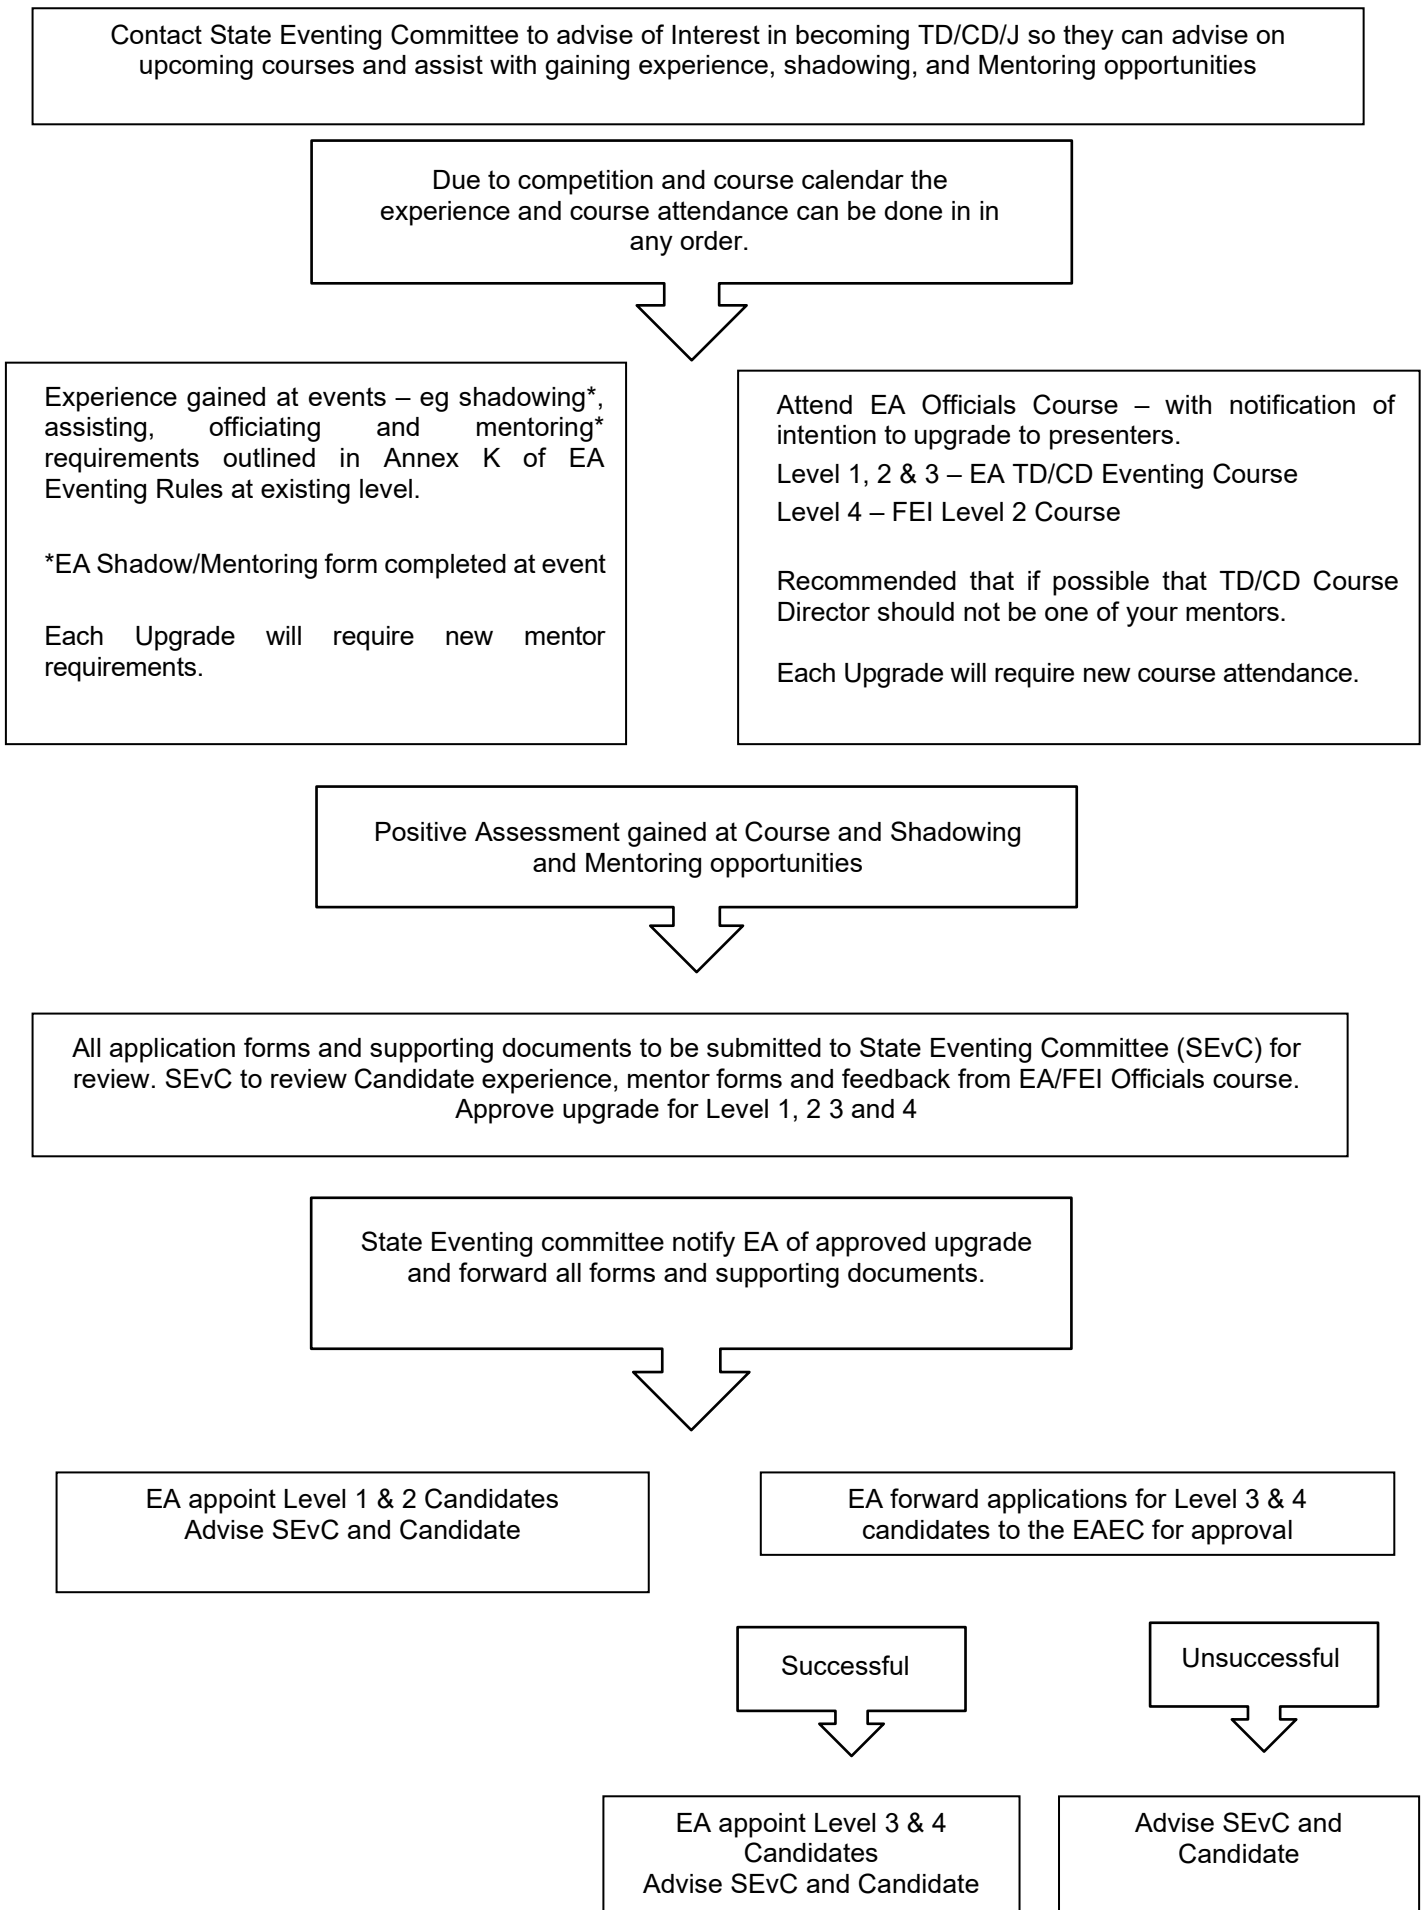 Contact State Eventing Committee to advise of Interest in becoming TD/CD/J so they can advise on
upcoming courses and assist with gaining experience, shadowing, and Mentoring opportunities
Due to competition and course calendar the
experience and course attendance can be done in in
any order.
Experience gained at events – eg shadowing*,
assisting, officiating and mentoring*
requirements outlined in Annex K of EA
Eventing Rules at existing level.
*EA Shadow/Mentoring form completed at event
Each Upgrade will require new mentor
requirements.
Attend EA Officials Course – with notification of
intention to upgrade to presenters.
Level 1, 2 & 3 – EA TD/CD Eventing Course
Level 4 – FEI Level 2 Course
Recommended that if possible that TD/CD Course
Director should not be one of your mentors.
Each Upgrade will require new course attendance.
Positive Assessment gained at Course and Shadowing
and Mentoring opportunities
All application forms and supporting documents to be submitted to State Eventing Committee (SEvC) for
review. SEvC to review Candidate experience, mentor forms and feedback from EA/FEI Officials course.
Approve upgrade for Level 1, 2 3 and 4
State Eventing committee notify EA of approved upgrade
and forward all forms and supporting documents.
EA appoint Level 1 & 2 Candidates
Advise SEvC and Candidate
EA forward applications for Level 3 & 4
candidates to the EAEC for approval
Successful
Unsuccessful
EA appoint Level 3 & 4
Candidates
Advise SEvC and Candidate
Advise SEvC and
Candidate